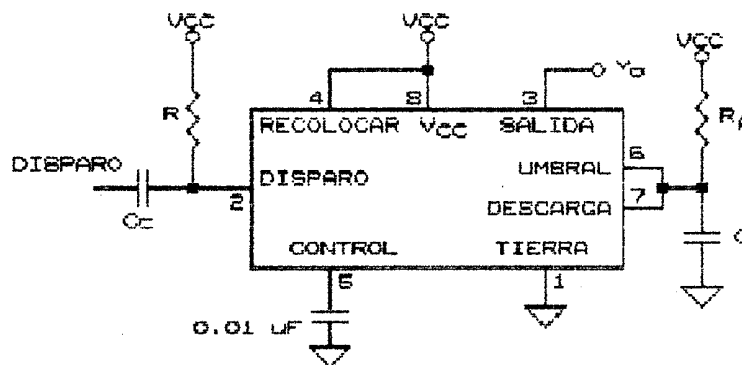 VCC
VCC
VCC
4
8
3
Vo
R
RECOLOCAR
VCC
SALIDA
RA
DISPARO
DISPARO
UMBRAL
6
2
DESCARGA
7
Cc
CONTROL
TIERRA
C
5
1
0.01 uF